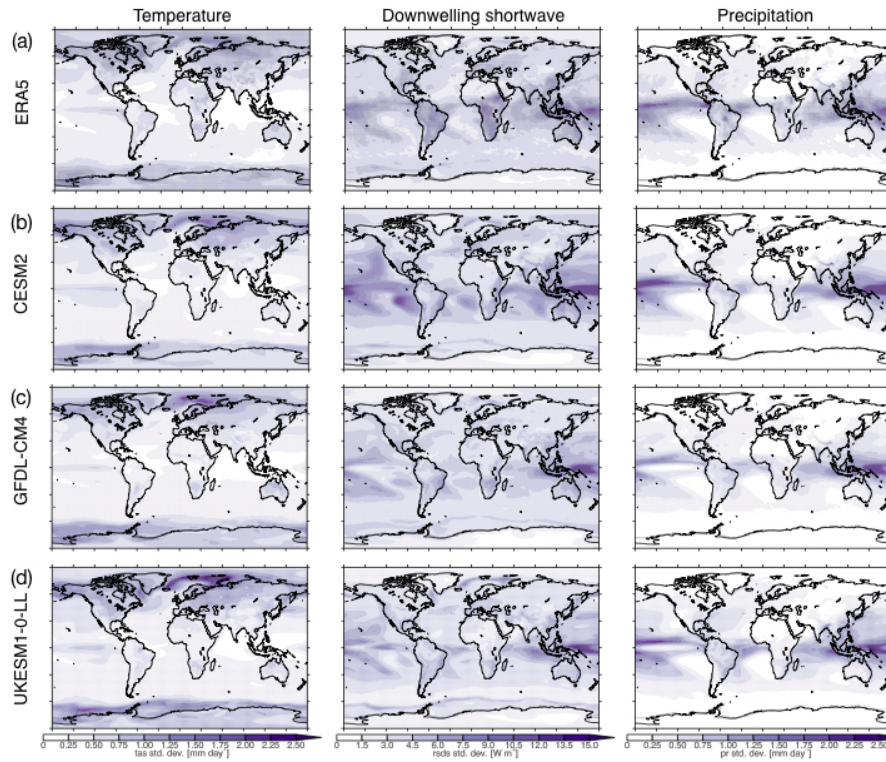 Temperature Downwelling shortwave Precipitation
(a) ERA5
(b) CESM2
(c) GFDL-CM4
(d) UKESM1-0-LL
0 0.25 0.50 0.75 1.00 1.25 1.50 1.75 2.00 2.25 2.50
tas std. dev. [mm day⁻]
0 1.5 3.0 4.5 6.0 7.5 9.0 10.5 12.0 13.5 15.0
rsds std. dev. [W m⁻]
0 0.25 0.50 0.75 1.00 1.25 1.50 1.75 2.00 2.25 2.50
pr std. dev. [mm day⁻]